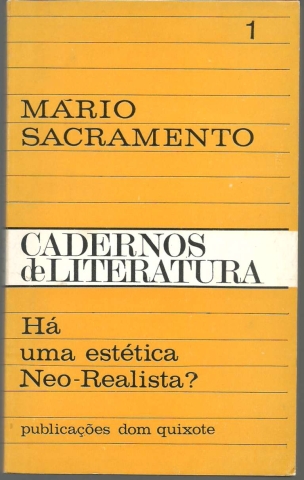 1
MÁRIO
SACRAMENTO
CADERNOS
de LITERATURA
Há
uma estética
Neo-Realista?
publicações dom quixote